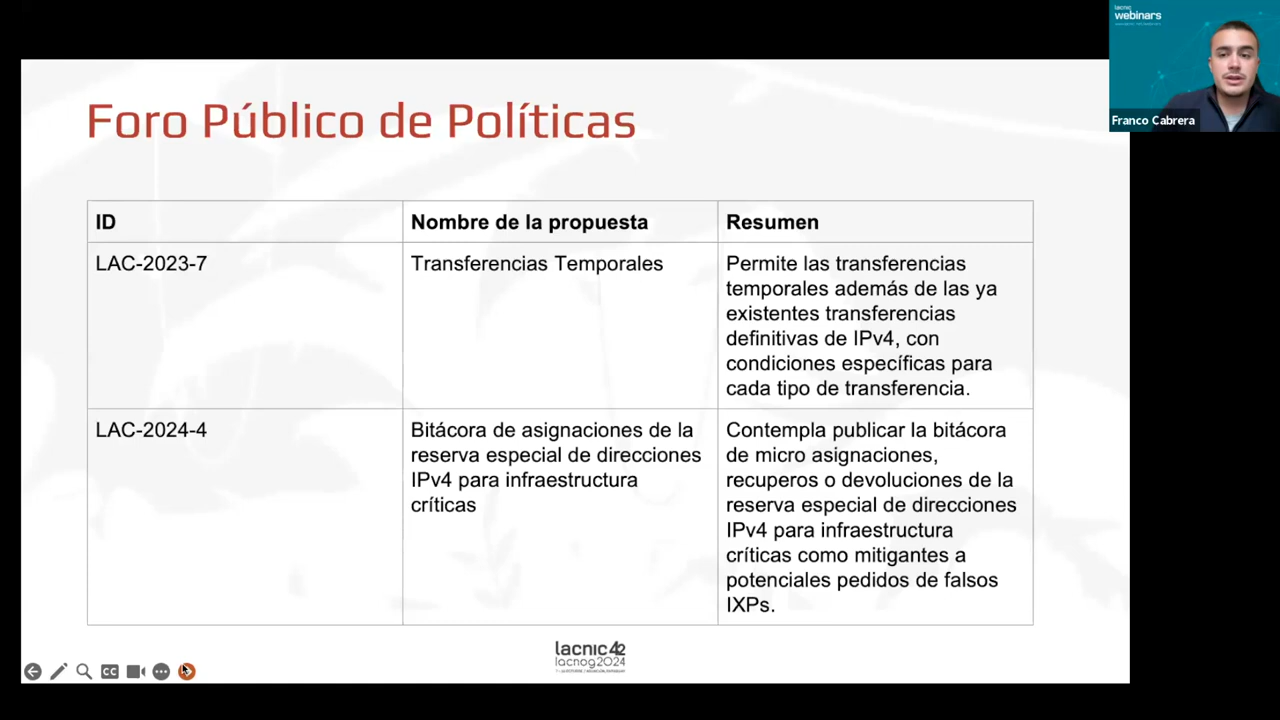 lacnic
webinars
Franco Cabrera
Foro Público de Políticas
ID
Nombre de la propuesta
Resumen
LAC-2023-7
Transferencias Temporales
Permite las transferencias
temporales además de las ya
existentes transferencias
definitivas de IPv4, con
condiciones específicas para
cada tipo de transferencia.
LAC-2024-4
Bitácora de asignaciones de la
reserva especial de direcciones
IPv4 para infraestructura
críticas
Contempla publicar la bitácora
de micro asignaciones,
recuperos o devoluciones de la
reserva especial de direcciones
IPv4 para infraestructura
críticas como mitigantes a
potenciales pedidos de falsos
IXPs.
CC
lacnic 42
lacnog2024